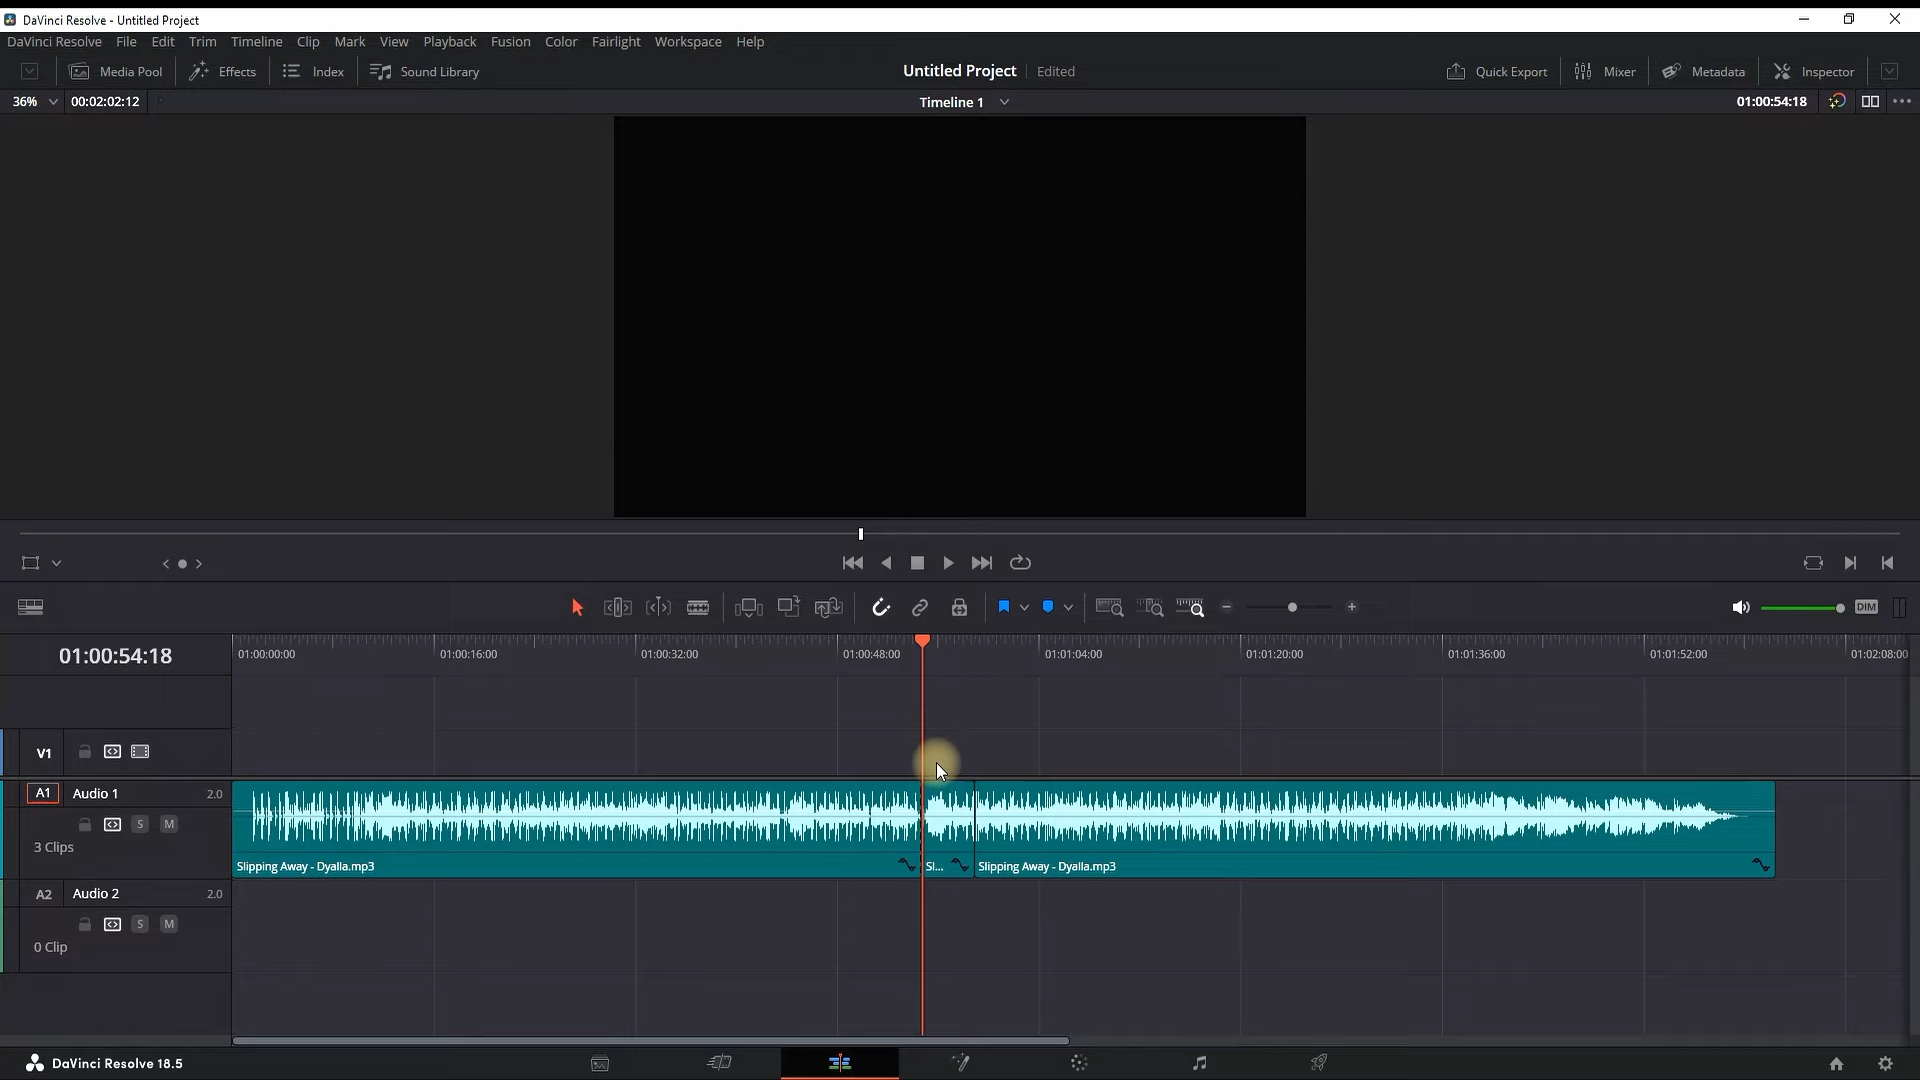 DaVinci Resolve - Untitled Project
DaVinci Resolve File Edit Trim Timeline Clip Mark View Playback Fusion Color Fairlight Workspace Help
Media Pool Effects Index Sound Library Untitled Project Edited Quick Export Mixer Metadata Inspector
36% 00:02:02:12 Timeline 1 01:00:54:18
DIM
01:00:54:18 01:00:00:00 01:00:16:00 01:00:32:00 01:00:48:00 01:01:04:00 01:01:20:00 01:01:36:00 01:01:52:00 01:02:08:00
V1
A1 Audio 1 2.0
S M
3 Clips
Slipping Away - Dyalla.mp3 Sl... Slipping Away - Dyalla.mp3
A2 Audio 2 2.0
S M
0 Clip
DaVinci Resolve 18.5